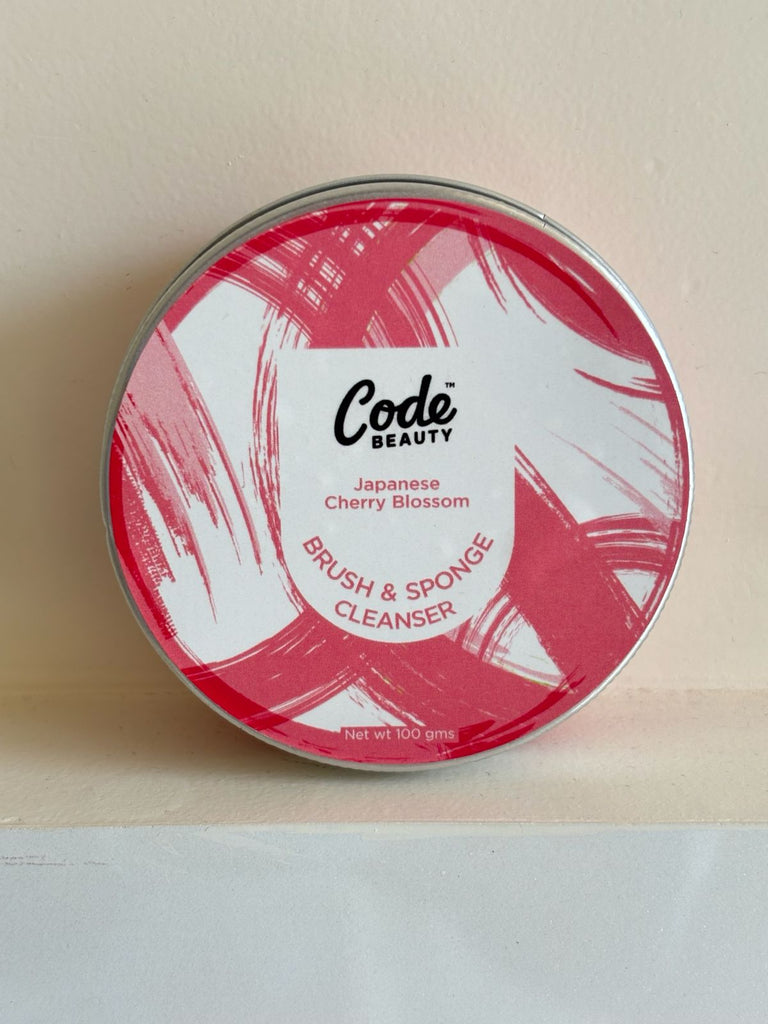 Code™
BEAUTY
Japanese
Cherry Blossom
BRUSH & SPONGE
CLEANSER
Net wt 100 gms